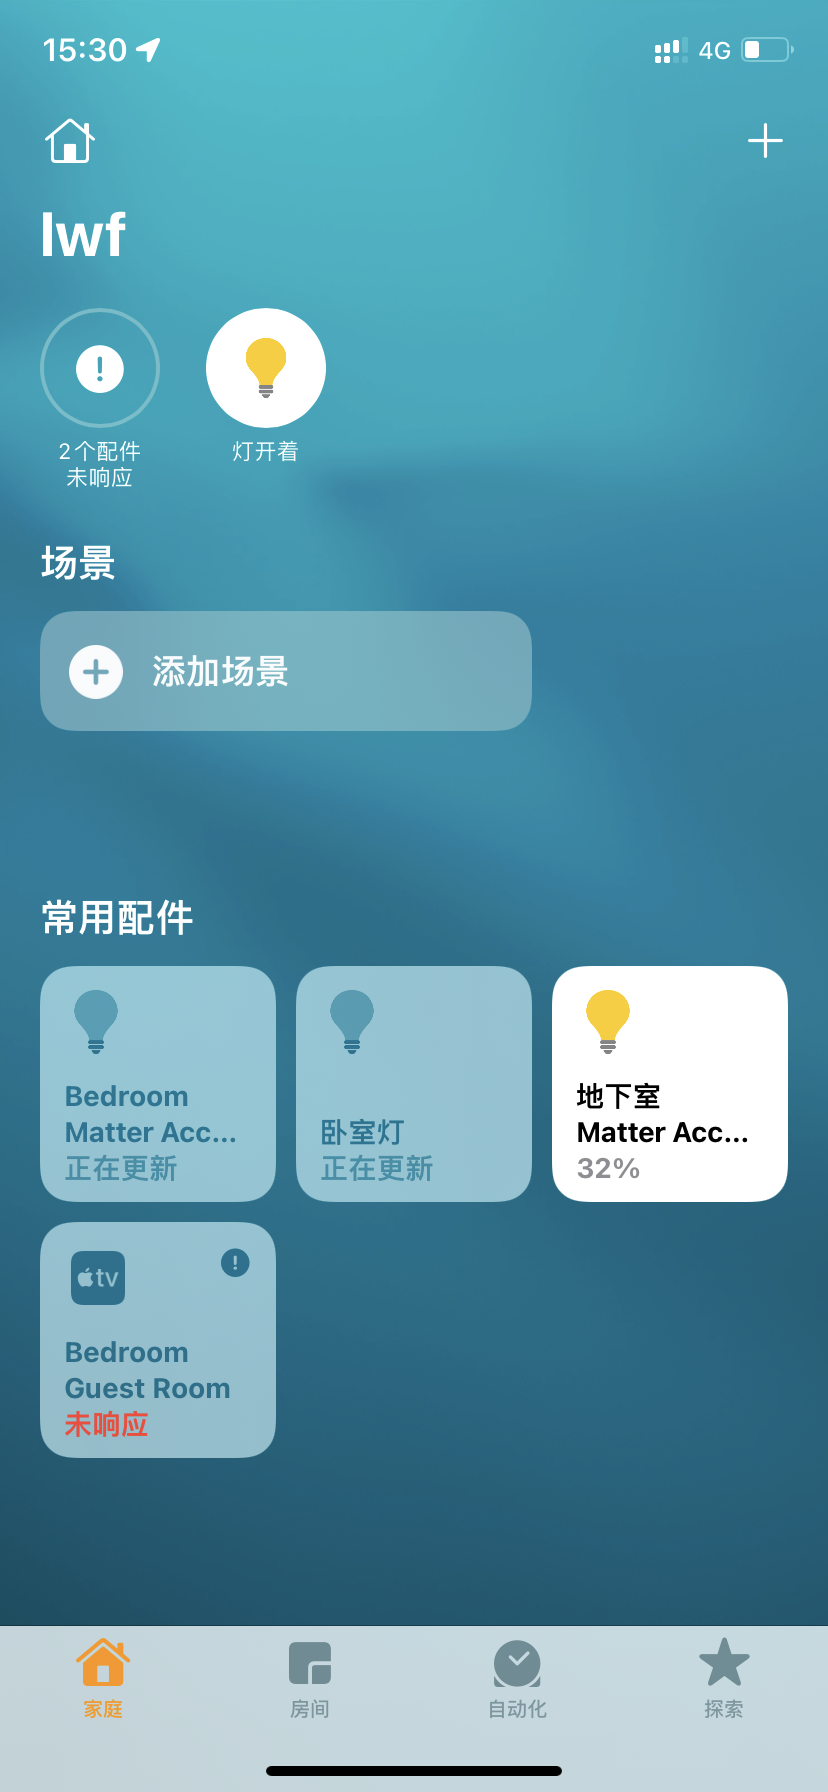 15:30
4G
lwf
2个配件
未响应
灯开着
场景
添加场景
常用配件
Bedroom
Matter Acc...
正在更新
卧室灯
正在更新
地下室
Matter Acc...
32%
tv
Bedroom
Guest Room
未响应
家庭
房间
自动化
探索